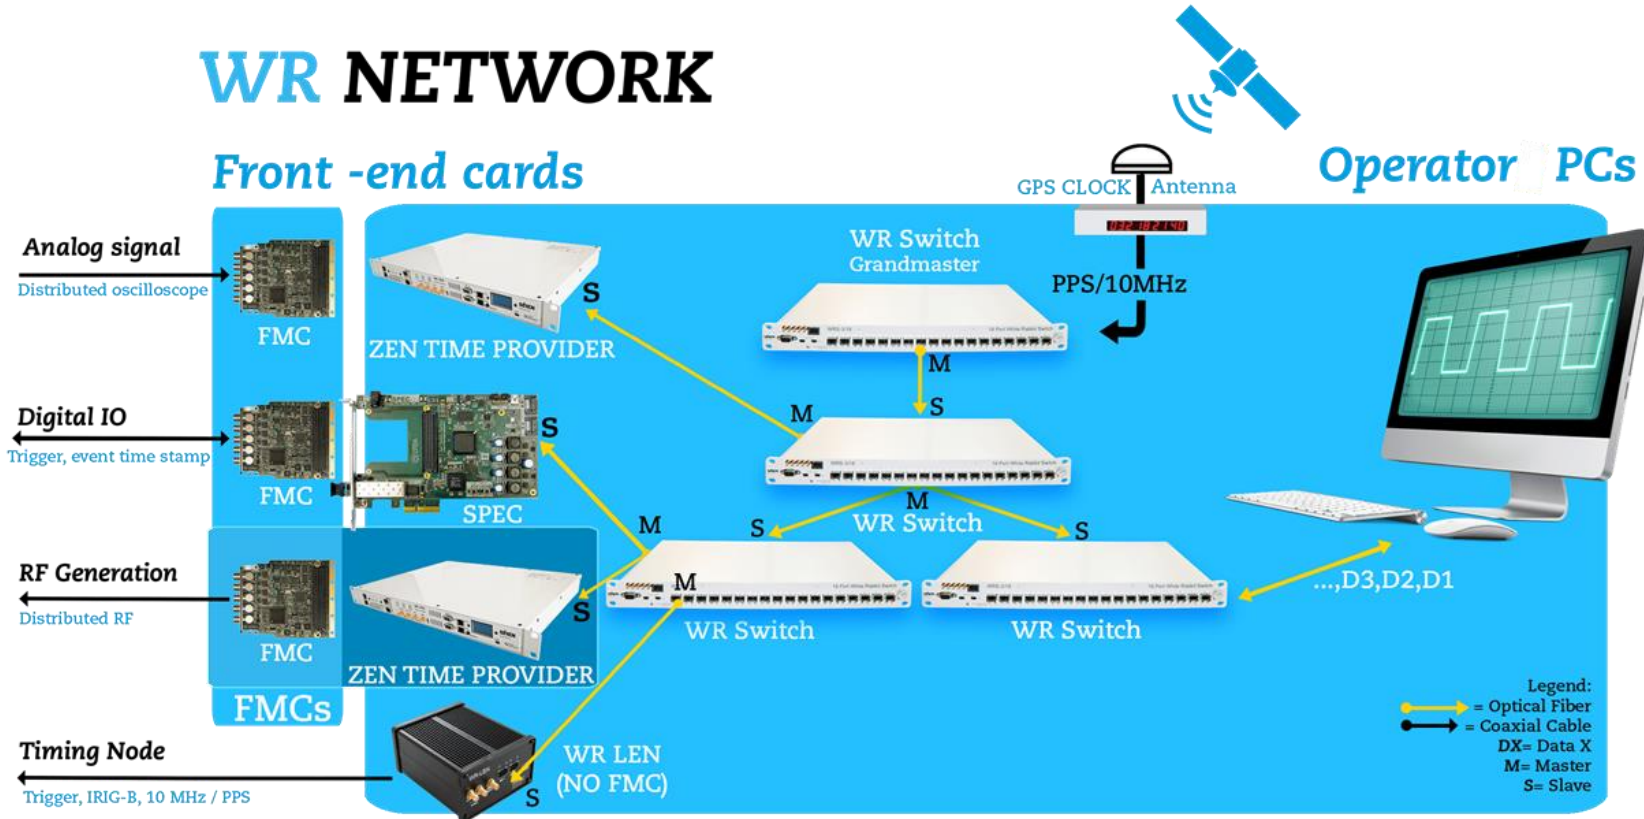 WR NETWORK
Front -end cards
Operator PCs
GPS CLOCK Antenna
PPS/10MHz
WR Switch
Grandmaster
M
S
Analog signal
Distributed oscilloscope
FMC
ZEN TIME PROVIDER
S
M
Digital IO
Trigger, event time stamp
FMC
SPEC
S
M
WR Switch
S
S
M
M
WR Switch
WR Switch
...,D3,D2,D1
RF Generation
Distributed RF
FMC
ZEN TIME PROVIDER
S
FMCs
Timing Node
Trigger, IRIG-B, 10 MHz / PPS
WR LEN
WR LEN
(NO FMC)
S
Legend:
= Optical Fiber
= Coaxial Cable
DX= Data X
M= Master
S= Slave